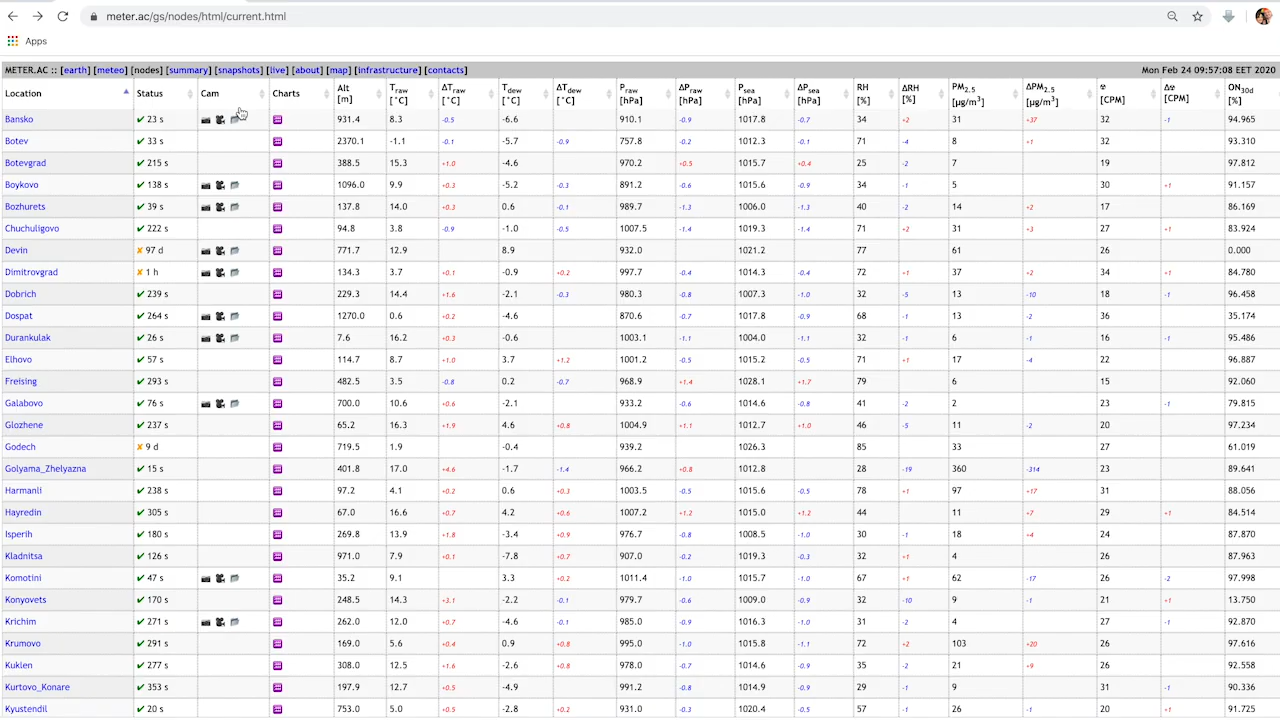 meter.ac/gs/nodes/html/current.html
Apps
METER.AC :: [earth] [meteo] [nodes] [summary] [snapshots] [live] [about] [map] [infrastructure] [contacts] Mon Feb 24 09:57:08 EET 2020
Location Status Cam Charts Alt [m] Traw [°C] ΔTraw [°C] Tdew [°C] ΔTdew [°C] Praw [hPa] ΔPraw [hPa] Psea [hPa] ΔPsea [hPa] RH [%] ΔRH [%] PM2.5 [µg/m³] ΔPM2.5 [µg/m³] ☢ [CPM] Δ☢ [CPM] ON30d [%]
Bansko ✔ 23 s 931.4 8.3 -0.5 -6.6 910.1 -0.9 1017.8 -0.7 34 +2 31 +37 32 -1 94.965
Botev ✔ 33 s 2370.1 -1.1 -0.1 -5.7 -0.9 757.8 -0.2 1012.3 -0.1 71 -4 8 +1 32 93.310
Botevgrad ✔ 215 s 388.5 15.3 +1.0 -4.6 970.2 +0.5 1015.7 +0.4 25 -2 7 19 97.812
Boykovo ✔ 138 s 1096.0 9.9 +0.3 -5.2 -0.3 891.2 -0.6 1015.6 -0.9 34 -1 5 30 +1 91.157
Bozhurets ✔ 39 s 137.8 14.0 +0.3 0.6 -0.1 989.7 -1.3 1006.0 -1.3 40 -2 14 +2 17 86.169
Chuchuligovo ✔ 222 s 94.8 3.8 -0.9 -1.0 -0.5 1007.5 -1.4 1019.3 -1.4 71 +2 31 +3 27 +1 83.924
Devin ✘ 97 d 771.7 12.9 8.9 932.0 1021.2 77 61 26 0.000
Dimitrovgrad ✘ 1 h 134.3 3.7 +0.1 -0.9 +0.2 997.7 -0.4 1014.3 -0.4 72 +1 37 +2 34 +1 84.780
Dobrich ✔ 239 s 229.3 14.4 +1.6 -2.1 -0.3 980.3 -0.8 1007.3 -1.0 32 -5 13 -10 18 -1 96.458
Dospat ✔ 264 s 1270.0 0.6 +0.2 -4.6 870.6 -0.7 1017.8 -0.9 68 -1 13 -2 36 35.174
Durankulak ✔ 26 s 7.6 16.2 +0.3 -0.6 1003.1 -1.1 1004.0 -1.1 32 -1 6 -1 16 -1 95.486
Elhovo ✔ 57 s 114.7 8.7 +1.0 3.7 +1.2 1001.2 -0.5 1015.2 -0.5 71 +1 17 -4 22 96.887
Freising ✔ 293 s 482.5 3.5 -0.8 0.2 -0.7 968.9 +1.4 1028.1 +1.7 79 6 15 92.060
Galabovo ✔ 76 s 700.0 10.6 +0.6 -2.1 933.2 -0.6 1014.6 -0.8 41 -2 2 23 -1 79.815
Glozhene ✔ 237 s 65.2 16.3 +1.9 4.6 +0.8 1004.9 +1.1 1012.7 +1.0 46 -5 11 -2 20 97.234
Godech ✘ 9 d 719.5 1.9 -0.4 939.2 1026.3 85 33 27 61.019
Golyama_Zhelyazna ✔ 15 s 401.8 17.0 +4.6 -1.7 -1.4 966.2 +0.8 1012.8 28 -19 360 -314 23 89.641
Harmanli ✔ 238 s 97.2 4.1 +0.2 0.6 +0.3 1003.5 -0.5 1015.6 -0.5 78 +1 97 +17 31 88.056
Hayredin ✔ 305 s 67.0 16.6 +0.7 4.2 +0.6 1007.2 +1.2 1015.0 +1.2 44 11 +7 29 +1 84.514
Isperih ✔ 180 s 269.8 13.9 +1.8 -3.4 +0.9 976.7 -0.8 1008.5 -1.0 30 -1 18 +4 24 87.870
Kladnitsa ✔ 126 s 971.0 7.9 +0.1 -7.8 +0.7 907.0 -0.2 1019.3 -0.3 32 +1 4 26 87.963
Komotini ✔ 47 s 35.2 9.1 3.3 +0.2 1011.4 -1.0 1015.7 -1.0 67 +1 62 -17 26 -2 97.998
Konyovets ✔ 170 s 248.5 14.3 +3.1 -2.2 -0.1 979.7 -0.6 1009.0 -0.9 32 -10 9 -1 21 +1 13.750
Krichim ✔ 271 s 262.0 12.0 +0.7 -4.6 -0.1 985.0 -0.9 1016.3 -1.0 31 -2 4 27 -1 92.870
Krumovo ✔ 291 s 169.0 5.6 +0.4 0.9 +0.8 995.0 -1.0 1015.8 -1.1 72 +2 103 +20 26 97.616
Kuklen ✔ 277 s 308.0 12.5 +1.6 -2.6 +0.8 978.0 -0.7 1014.6 -0.9 35 -2 21 +9 26 92.558
Kurtovo_Konare ✔ 353 s 197.9 12.7 +0.5 -4.9 991.2 -0.8 1014.9 -0.9 29 -1 9 31 -1 90.336
Kyustendil ✔ 20 s 753.0 5.0 +0.5 -2.8 +0.2 931.0 -0.3 1020.4 -0.5 57 -1 26 -1 20 +1 91.725